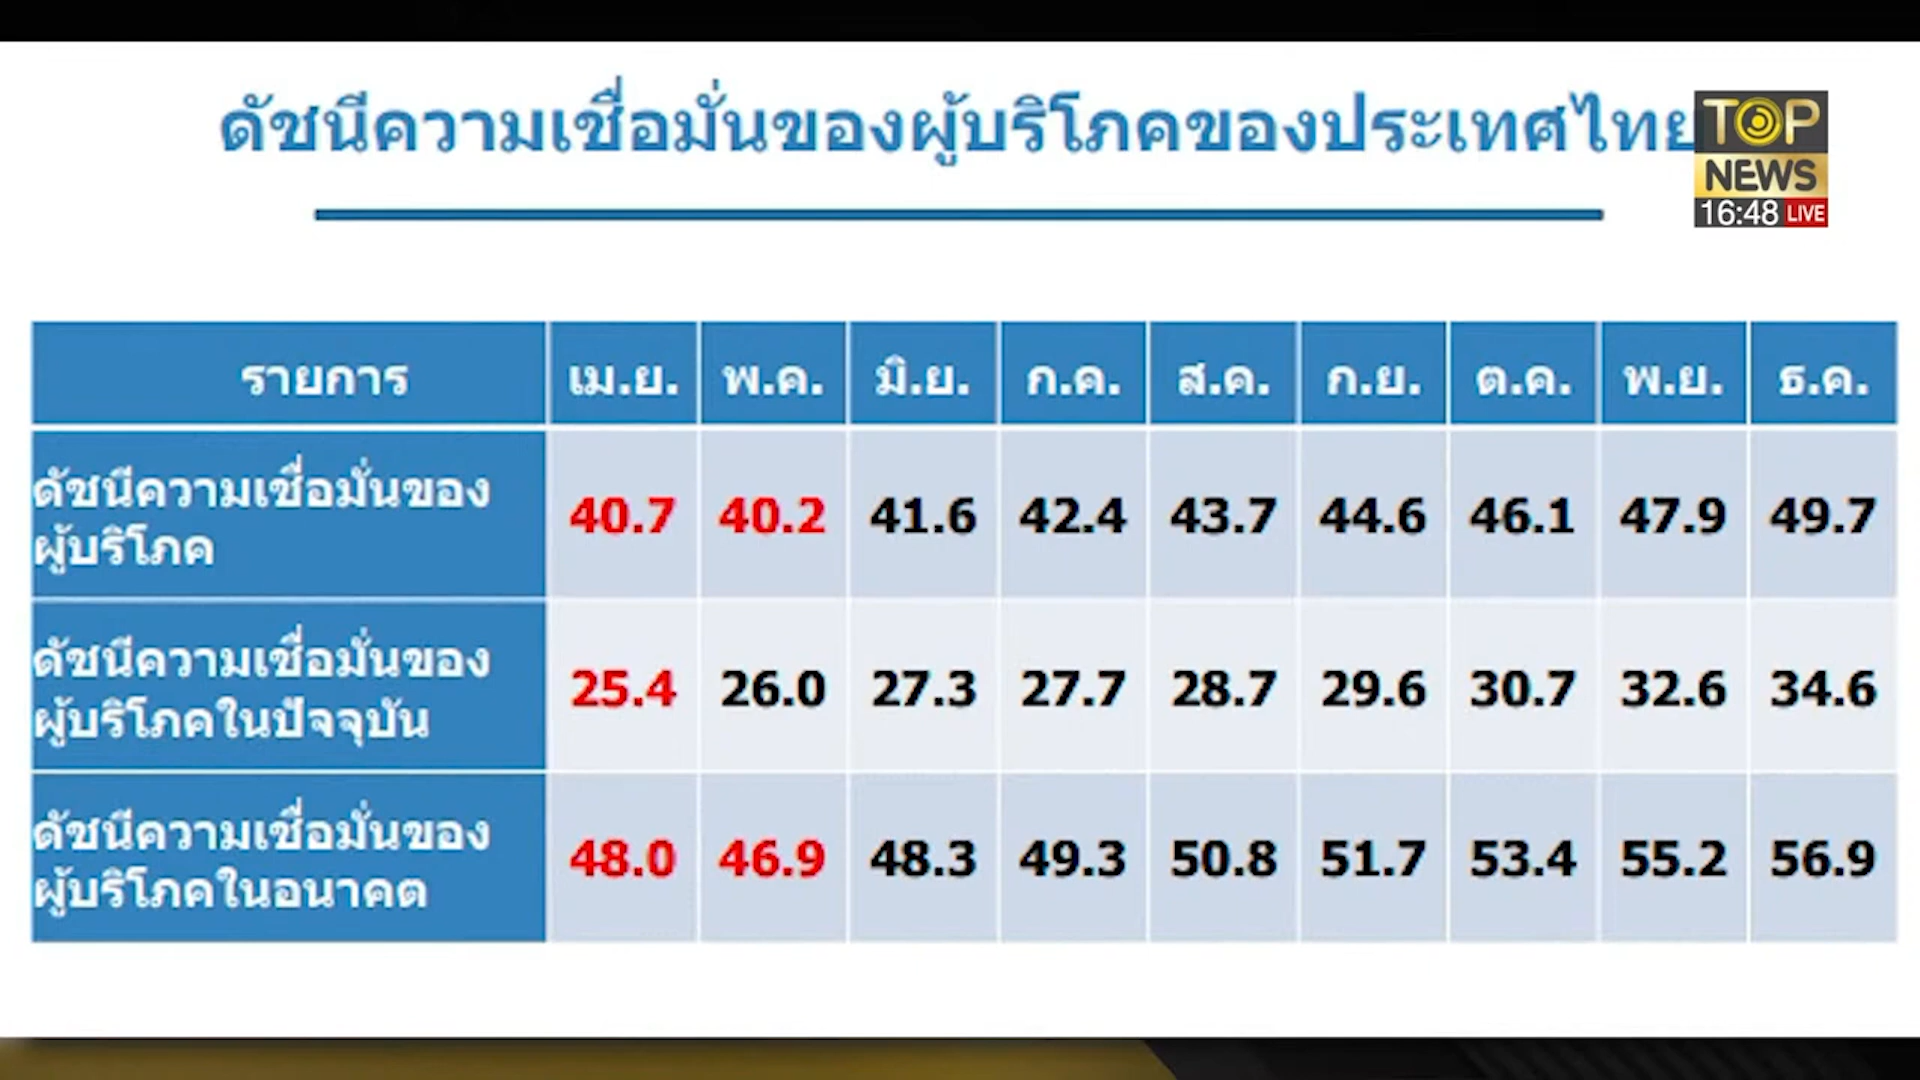 ดัชนีความเชื่อมั่นของผู้บริโภคของประเทศไทย
TOP
NEWS
16:48 LIVE
รายการ เม.ย. พ.ค. มิ.ย. ก.ค. ส.ค. ก.ย. ต.ค. พ.ย. ธ.ค.
ดัชนีความเชื่อมั่นของ
ผู้บริโภค
40.7 40.2 41.6 42.4 43.7 44.6 46.1 47.9 49.7
ดัชนีความเชื่อมั่นของ
ผู้บริโภคในปัจจุบัน
25.4 26.0 27.3 27.7 28.7 29.6 30.7 32.6 34.6
ดัชนีความเชื่อมั่นของ
ผู้บริโภคในอนาคต
48.0 46.9 48.3 49.3 50.8 51.7 53.4 55.2 56.9